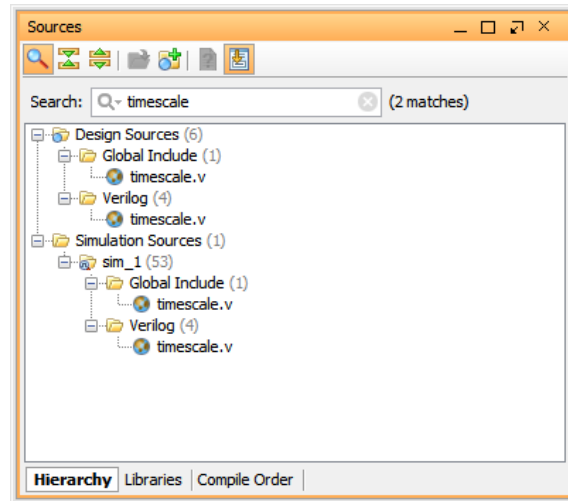 Sources
Search: timescale (2 matches)
Design Sources (6)
Global Include (1)
timescale.v
Verilog (4)
timescale.v
Simulation Sources (1)
sim_1 (53)
Global Include (1)
timescale.v
Verilog (4)
timescale.v
Hierarchy Libraries Compile Order